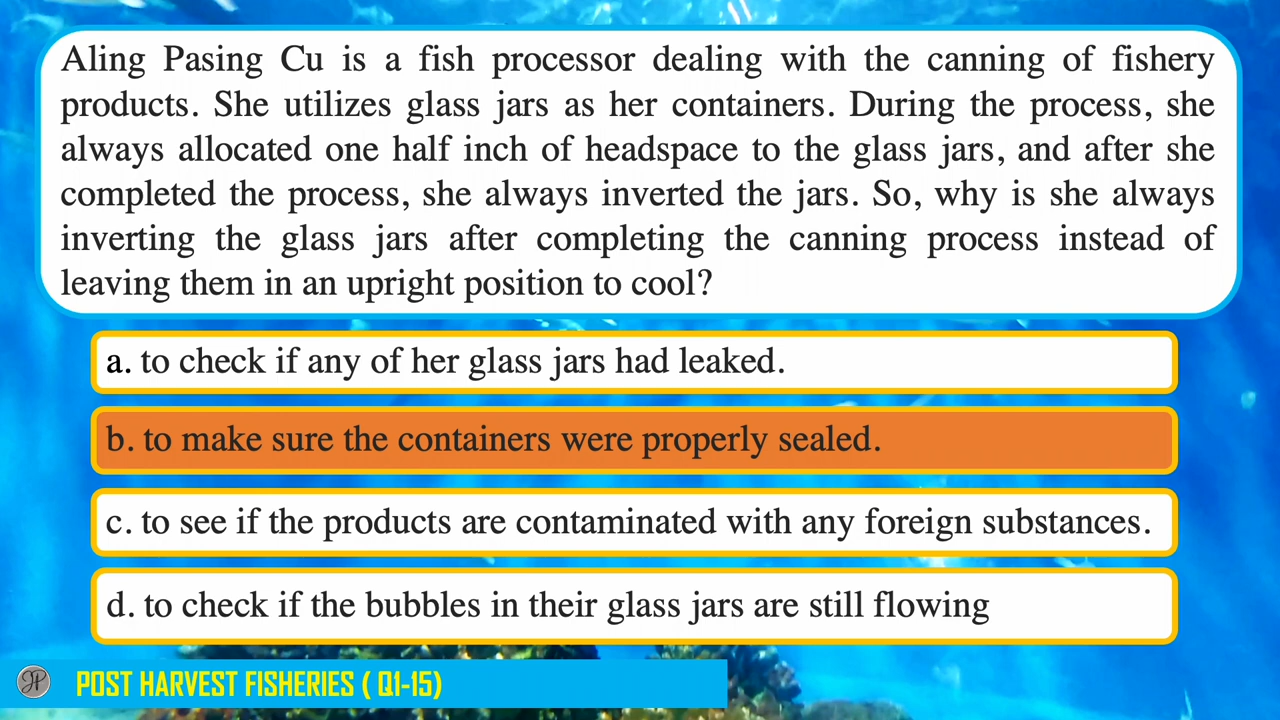 Aling Pasing Cu is a fish processor dealing with the canning of fishery
products. She utilizes glass jars as her containers. During the process, she
always allocated one half inch of headspace to the glass jars, and after she
completed the process, she always inverted the jars. So, why is she always
inverting the glass jars after completing the canning process instead of
leaving them in an upright position to cool?
a. to check if any of her glass jars had leaked.
b. to make sure the containers were properly sealed.
c. to see if the products are contaminated with any foreign substances.
d. to check if the bubbles in their glass jars are still flowing
JP
POST HARVEST FISHERIES ( Q1-15)